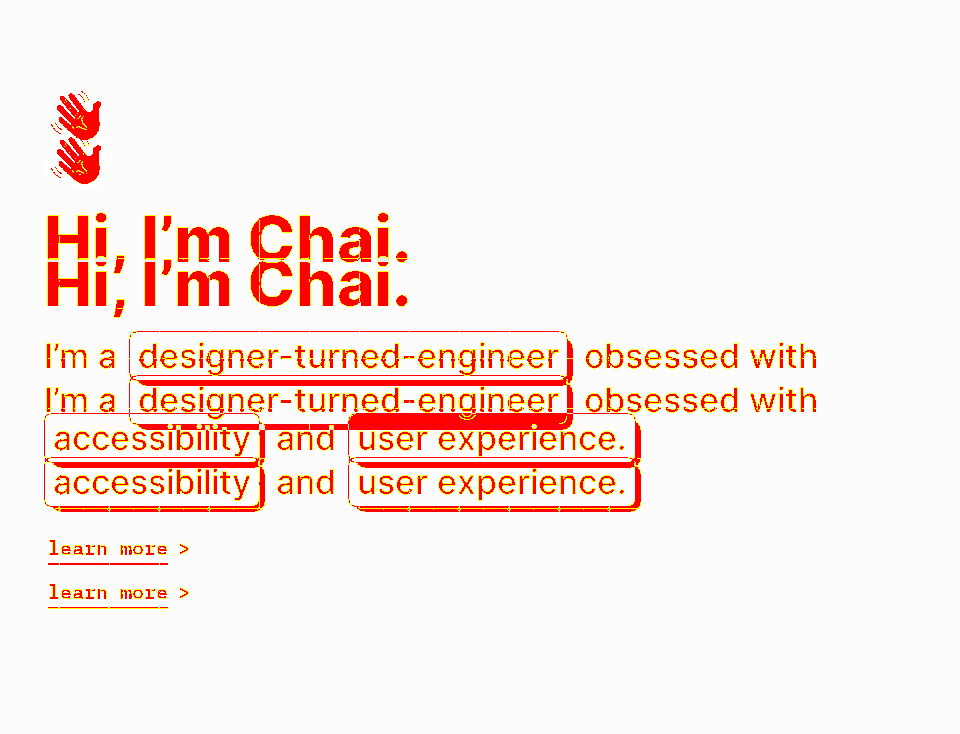 Hi, I’m Chai.
Hi, I’m Chai.
I’m a designer-turned-engineer obsessed with
I’m a designer-turned-engineer obsessed with
accessibility and user experience.
accessibility and user experience.
learn more >
learn more >